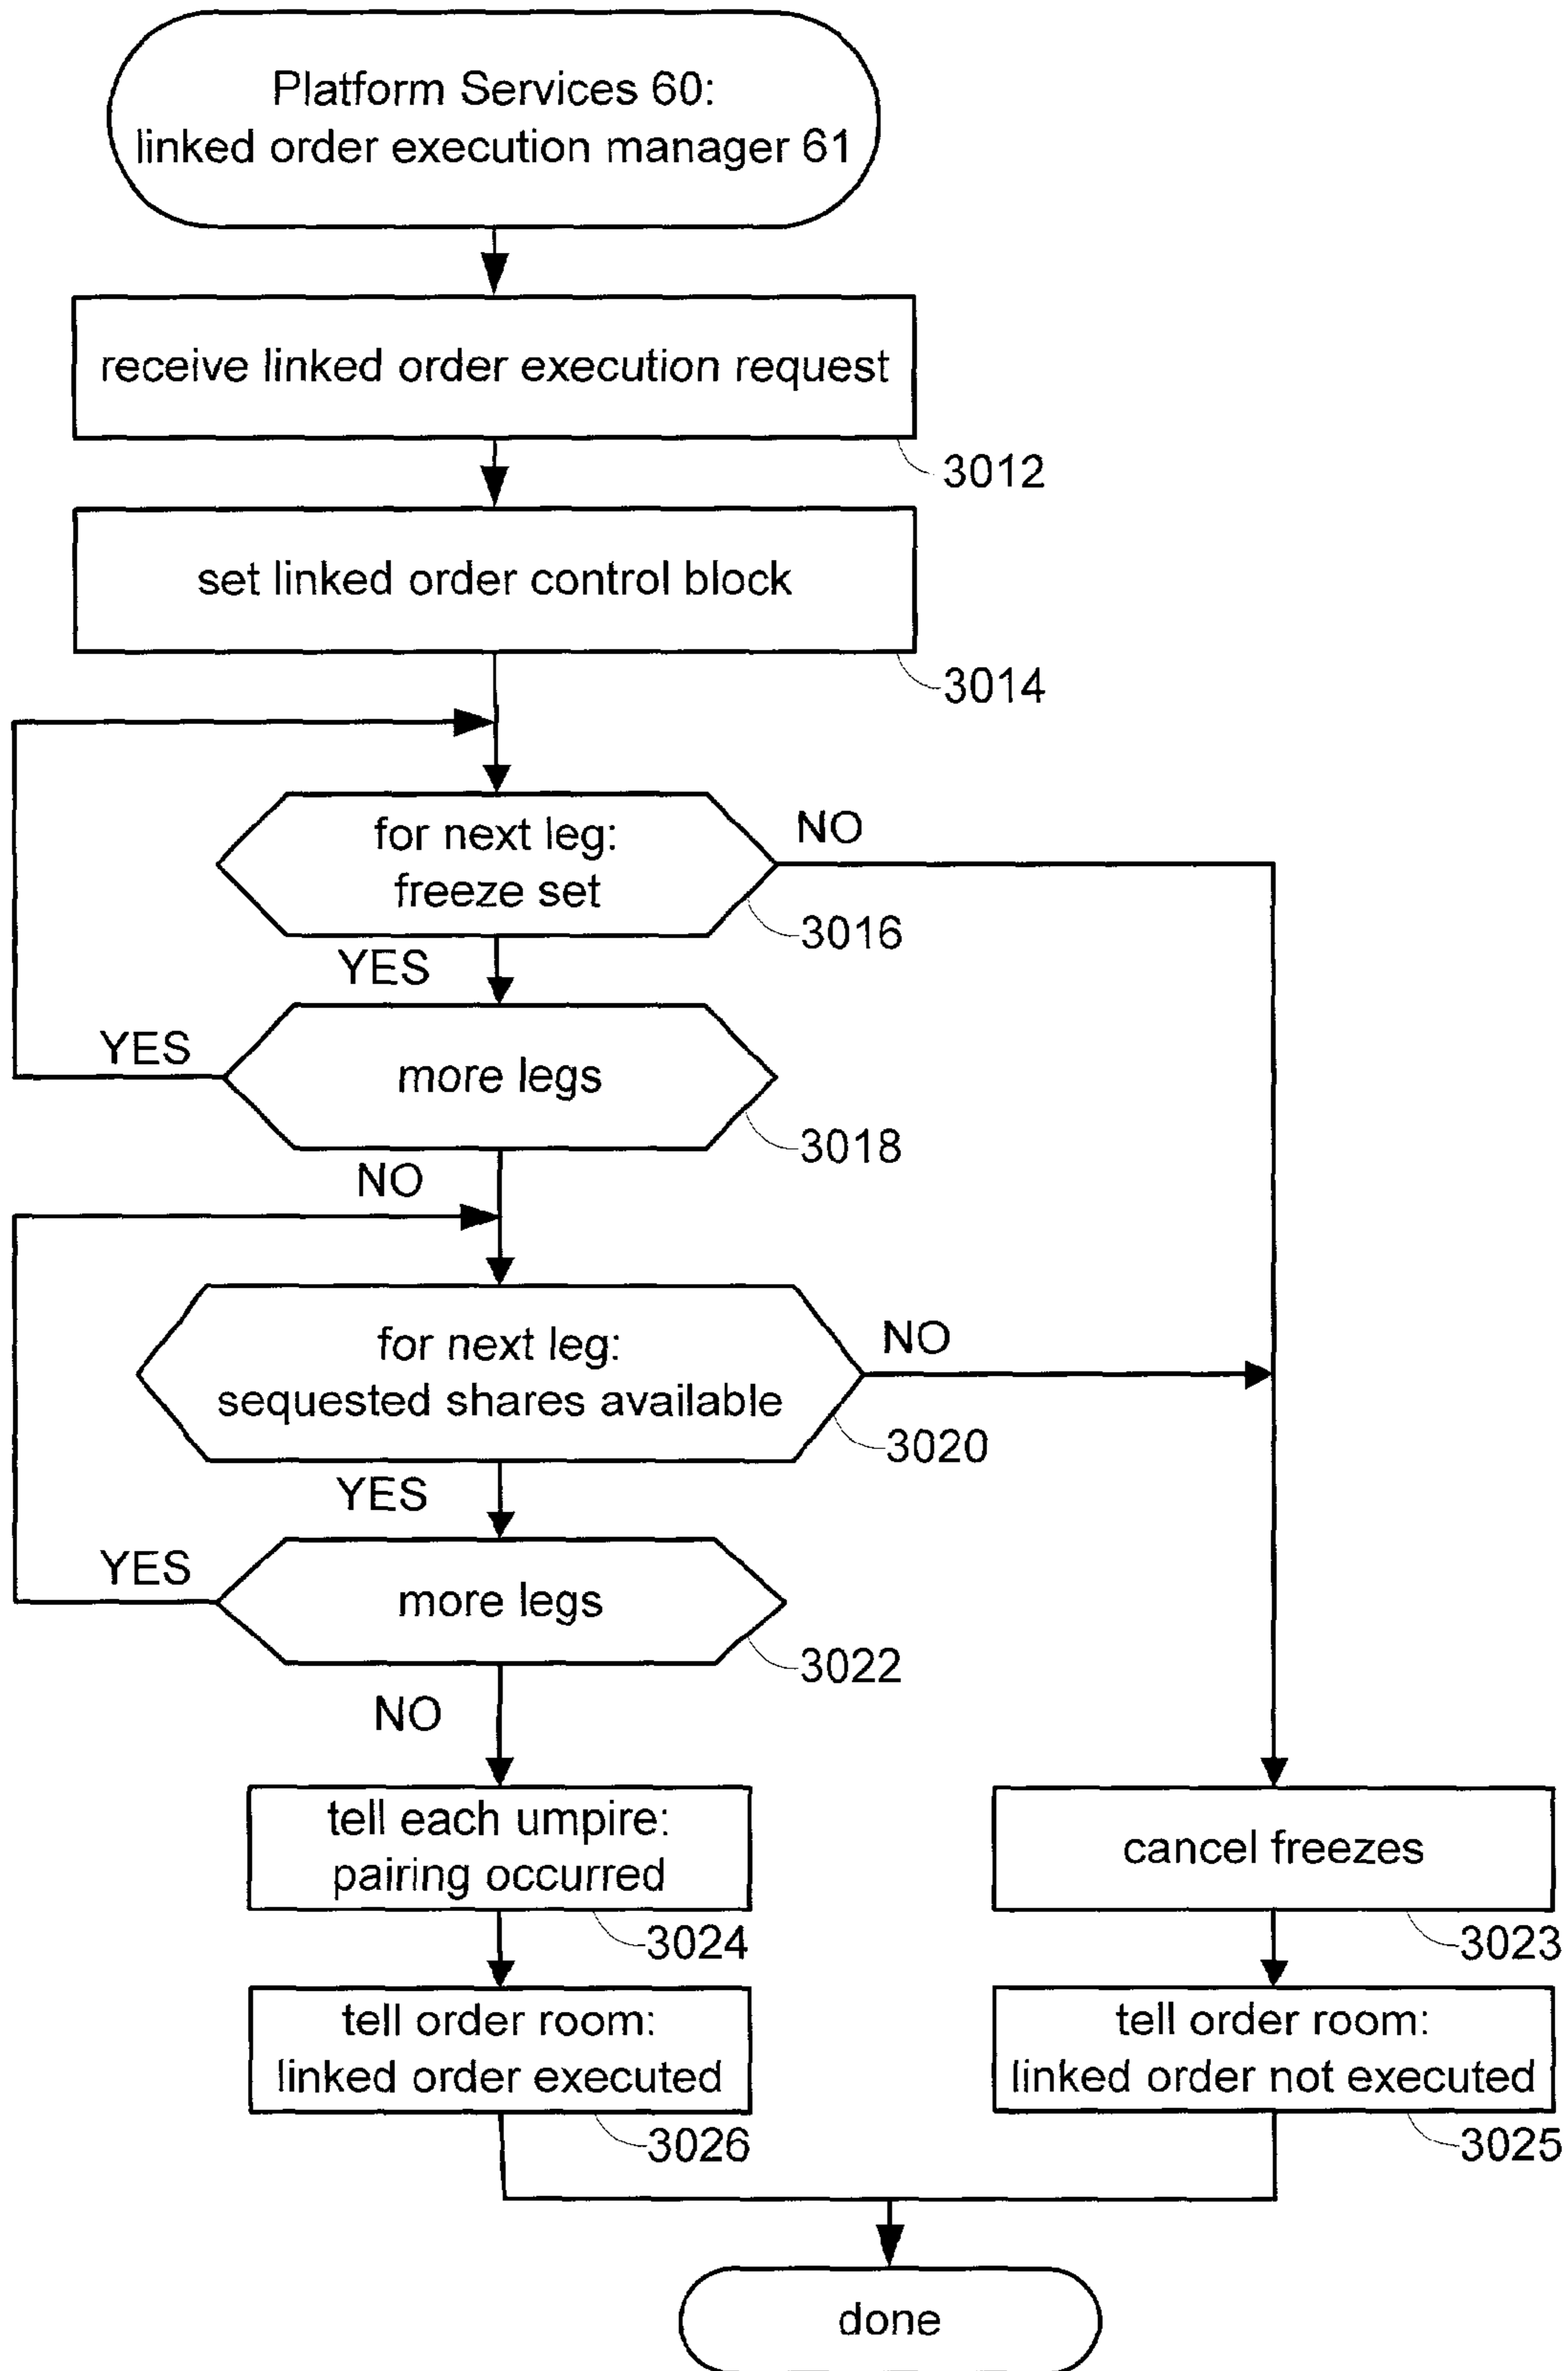 Platform Services 60:
linked order execution manager 61
receive linked order execution request
3012
set linked order control block
3014
for next leg:
freeze set
NO
3016
YES
more legs
YES
3018
NO
for next leg:
sequested shares available
NO
3020
YES
more legs
YES
3022
NO
tell each umpire:
pairing occurred
3024
cancel freezes
3023
tell order room:
linked order executed
3026
tell order room:
linked order not executed
3025
done